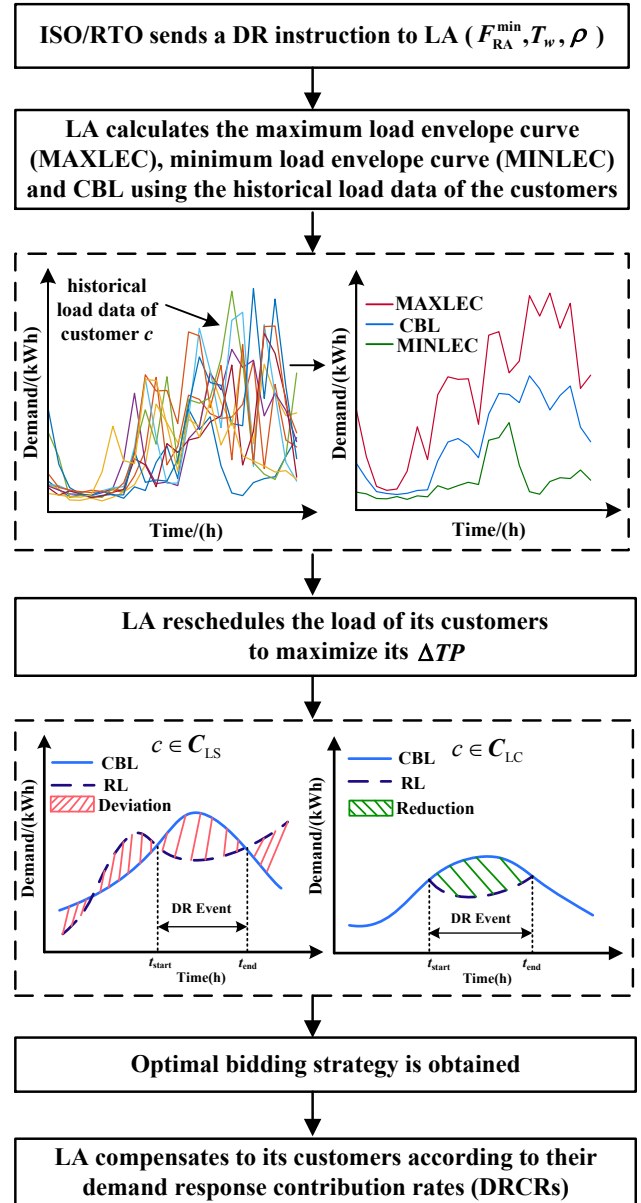 ISO/RTO sends a DR instruction to LA ( F_RA^min , T_w , ρ )
LA calculates the maximum load envelope curve
(MAXLEC), minimum load envelope curve (MINLEC)
and CBL using the historical load data of the customers
historical
load data of
customer c
Demand/(kWh)
Time/(h)
MAXLEC
CBL
MINLEC
Demand/(kWh)
Time/(h)
LA reschedules the load of its customers
to maximize its ΔTP
c ∈ C_LS
CBL
RL
Deviation
Demand/(kWh)
DR Event
t_start
t_end
Time(h)
c ∈ C_LC
CBL
RL
Reduction
Demand/(kWh)
DR Event
t_start
t_end
Time(h)
Optimal bidding strategy is obtained
LA compensates to its customers according to their
demand response contribution rates (DRCRs)